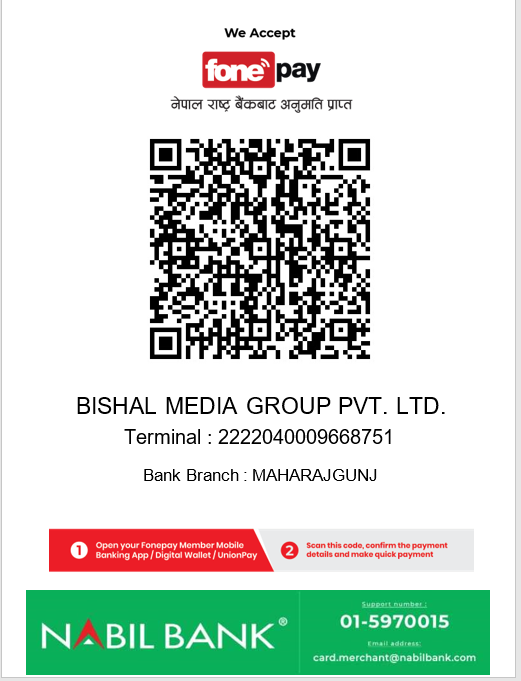 We Accept
fonepay
नेपाल राष्ट्र बैंकबाट अनुमति प्राप्त
BISHAL MEDIA GROUP PVT. LTD.
Terminal : 2222040009668751
Bank Branch : MAHARAJGUNJ
1 Open your Fonepay Member Mobile
Banking App / Digital Wallet / UnionPay
2 Scan this code, confirm the payment
details and make quick payment
NABIL BANK®
Support number :
01-5970015
Email address:
card.merchant@nabilbank.com